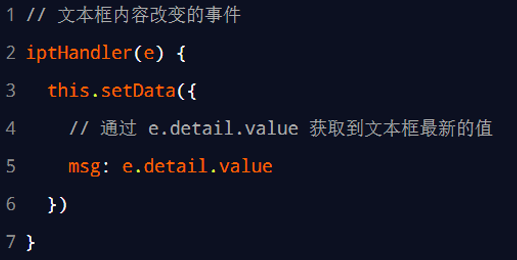 1 // 文本框内容改变的事件
2 iptHandler(e) {
3   this.setData({
4     // 通过 e.detail.value 获取到文本框最新的值
5     msg: e.detail.value
6   })
7 }